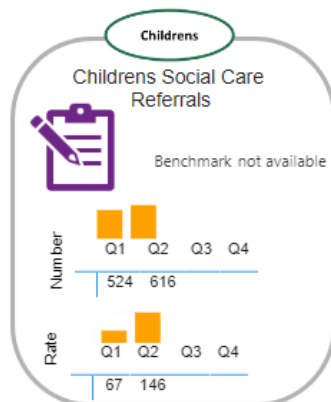 Childrens
Childrens Social Care
Referrals
Benchmark not available
Number
Q1 Q2 Q3 Q4
524 616
Rate
Q1 Q2 Q3 Q4
67 146